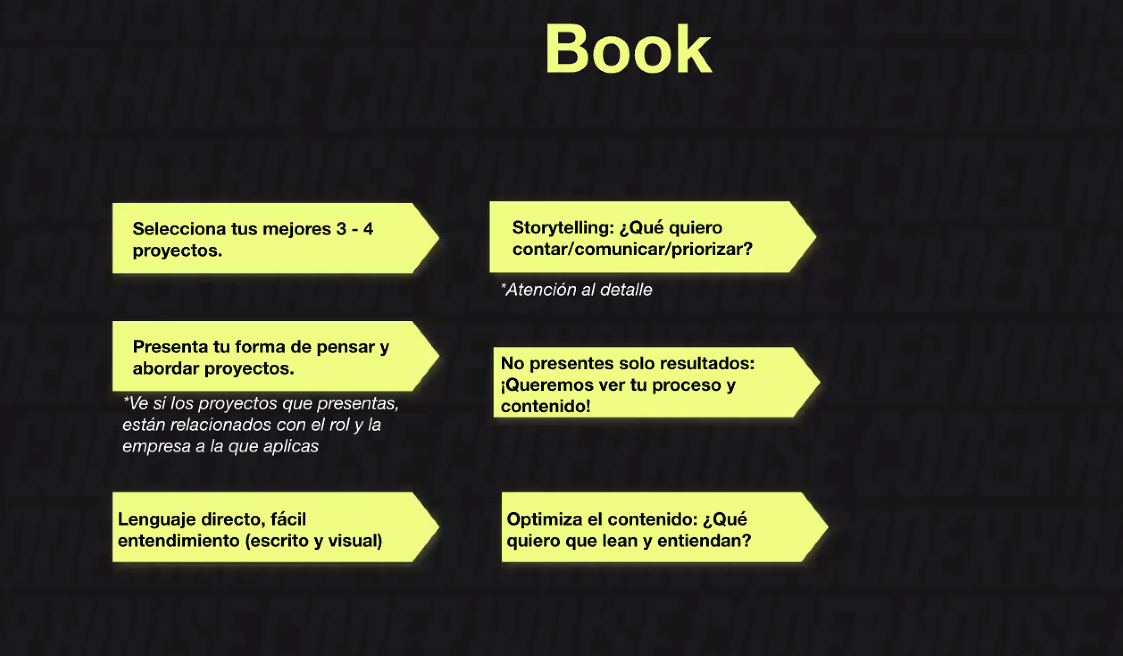 Book
Selecciona tus mejores 3 - 4
proyectos.
Storytelling: ¿Qué quiero
contar/comunicar/priorizar?
*Atención al detalle
Presenta tu forma de pensar y
abordar proyectos.
*Ve si los proyectos que presentas,
están relacionados con el rol y la
empresa a la que aplicas
No presentes solo resultados:
¡Queremos ver tu proceso y
contenido!
Lenguaje directo, fácil
entendimiento (escrito y visual)
Optimiza el contenido: ¿Qué
quiero que lean y entiendan?